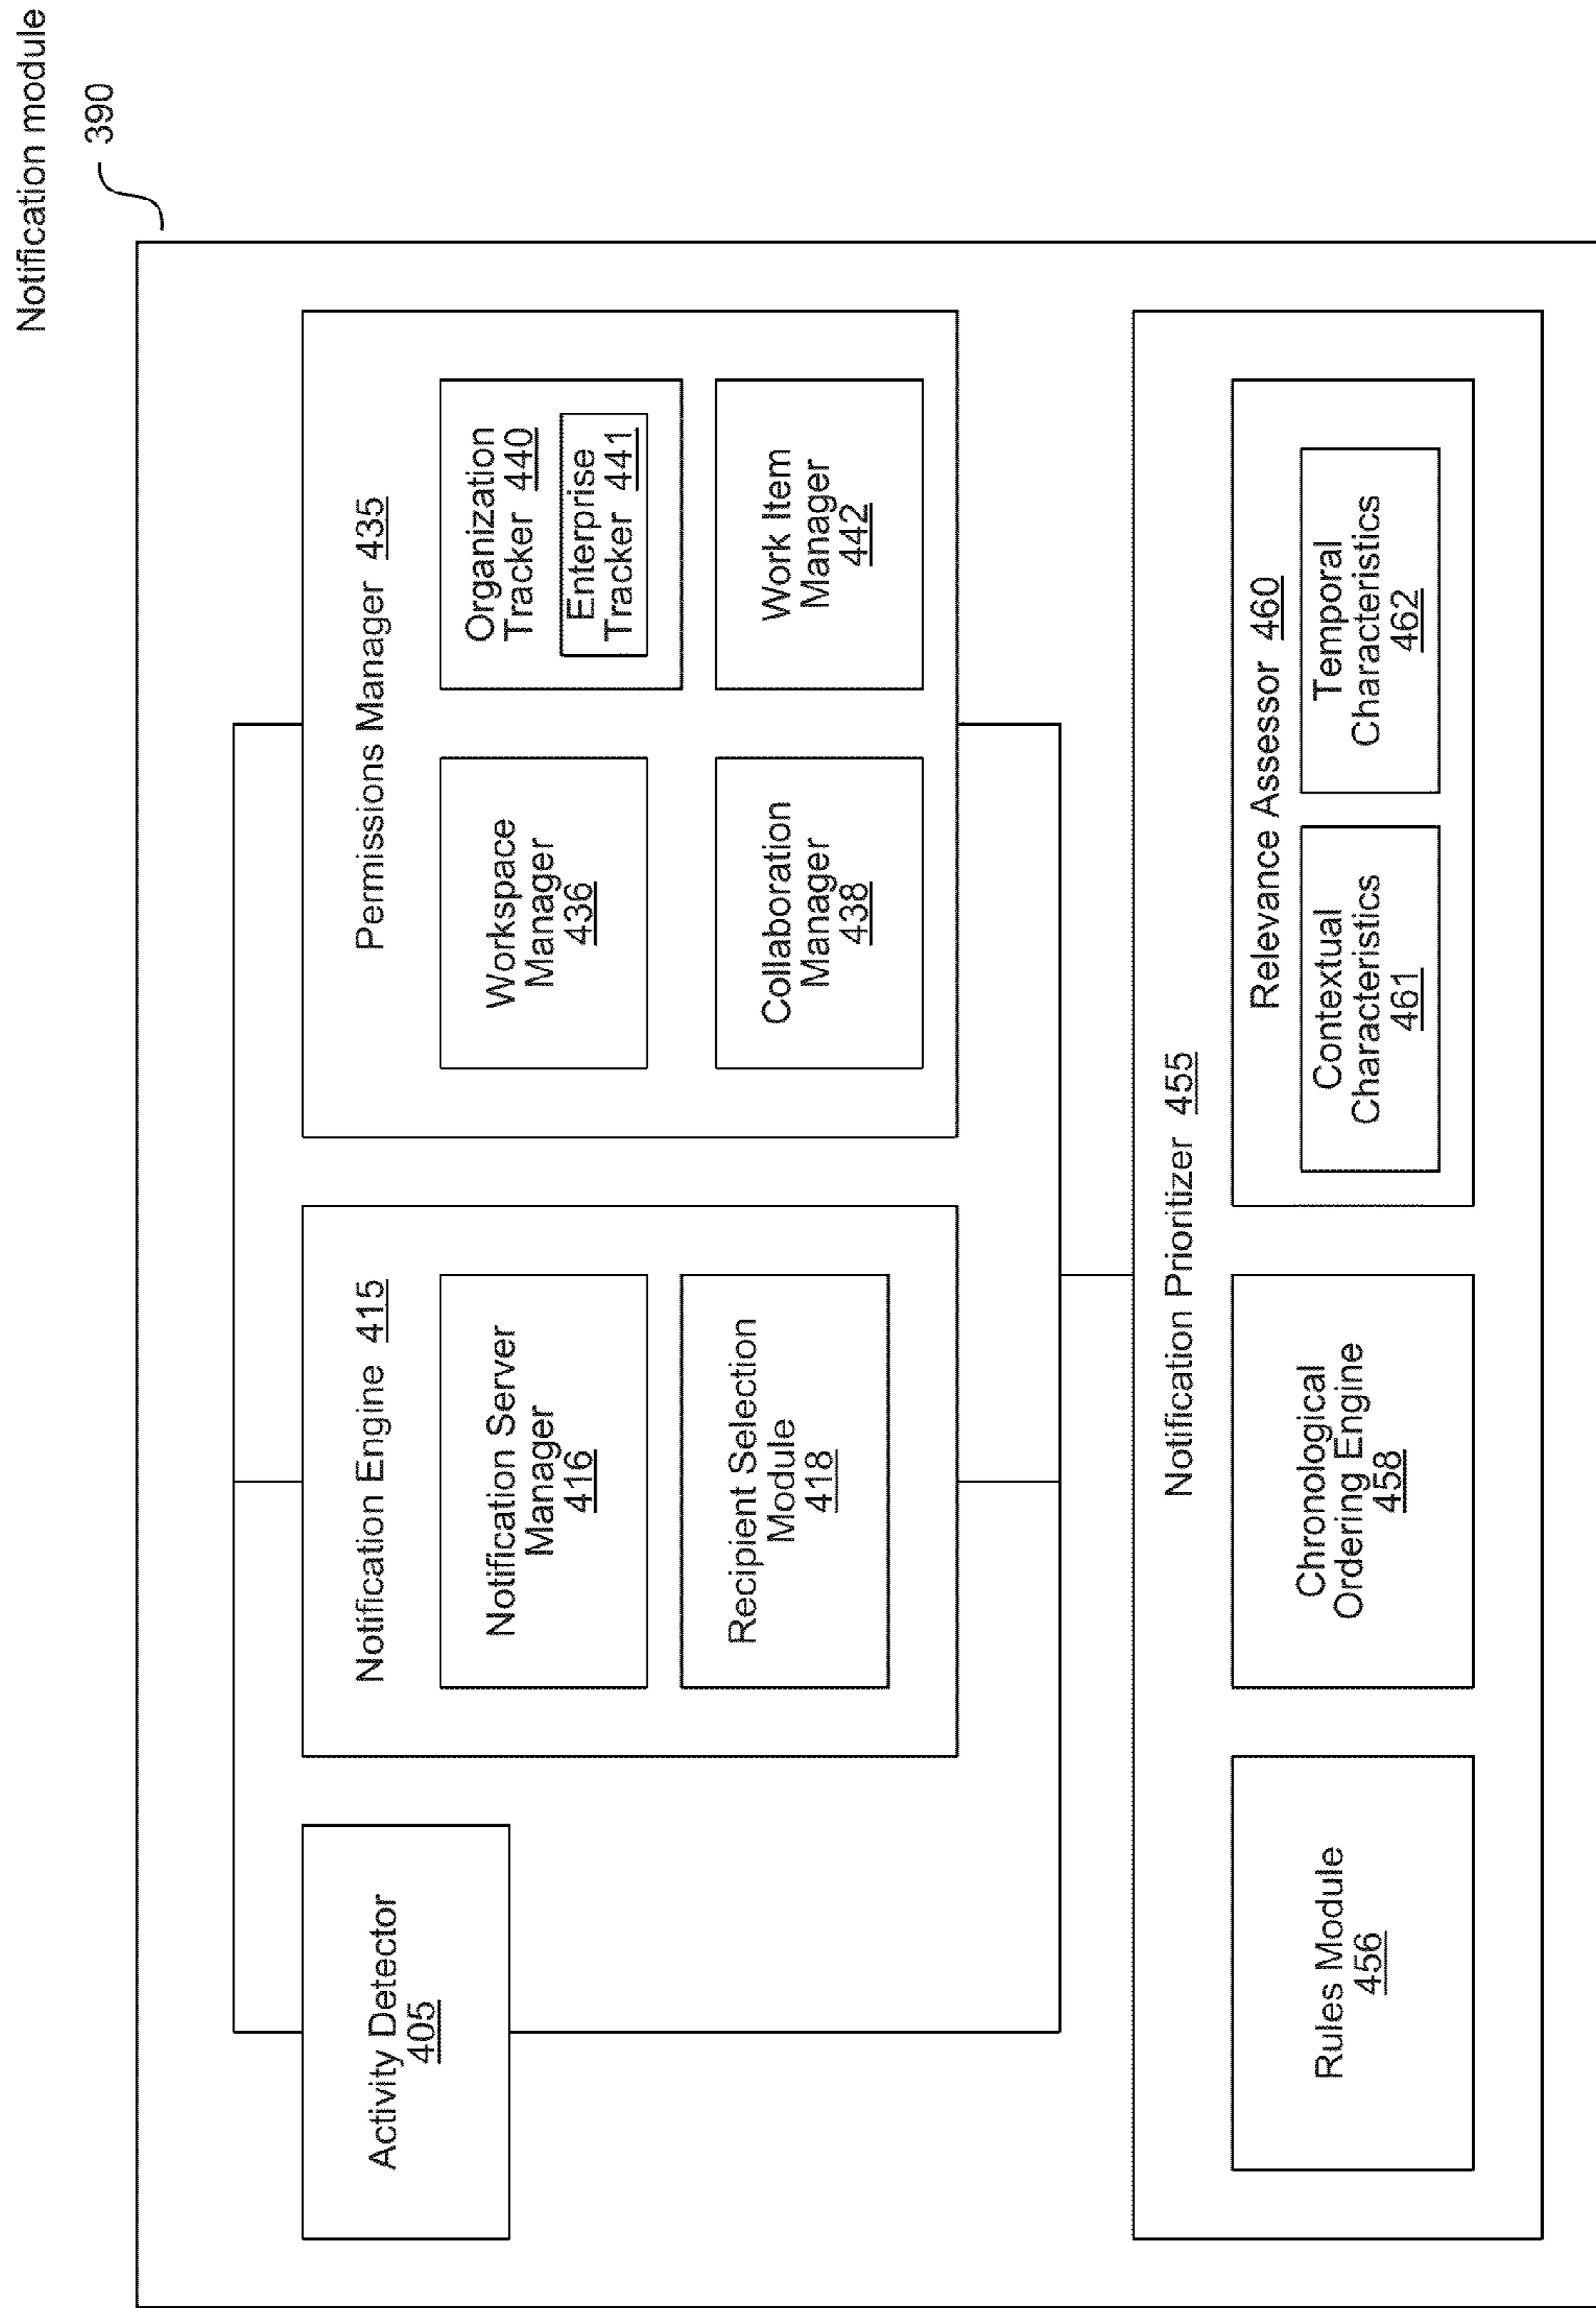 Notification module
390
Activity Detector
405
Notification Engine 415
Notification Server
Manager
416
Recipient Selection
Module
418
Permissions Manager 435
Workspace
Manager
436
Organization
Tracker 440
Enterprise
Tracker 441
Collaboration
Manager
438
Work Item
Manager
442
Notification Prioritizer 455
Rules Module
456
Chronological
Ordering Engine
458
Relevance Assessor 460
Contextual
Characteristics
461
Temporal
Characteristics
462